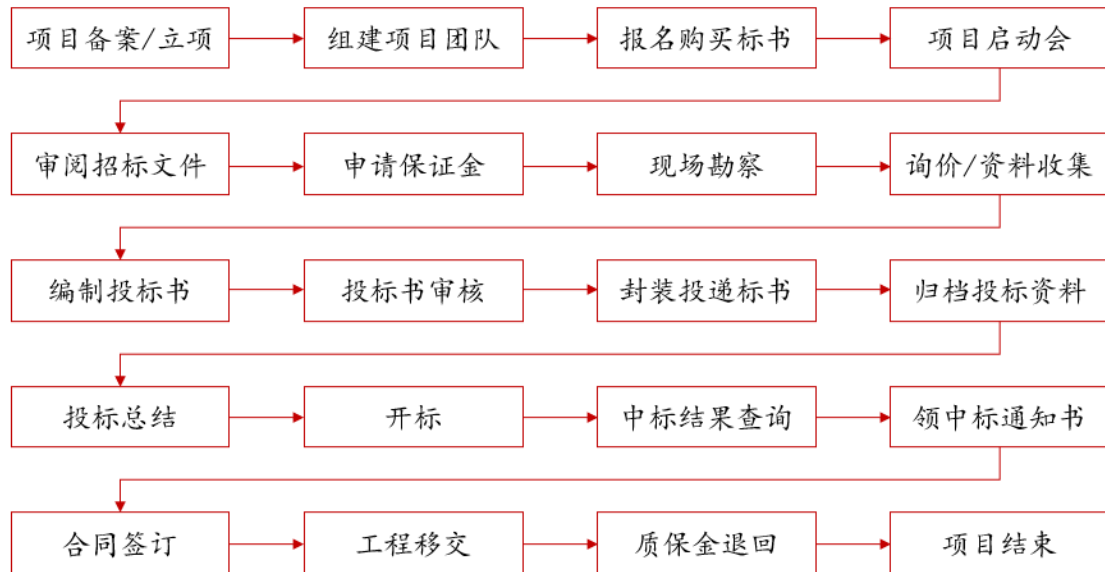 项目备案/立项
组建项目团队
报名购买标书
项目启动会
审阅招标文件
申请保证金
现场勘察
询价/资料收集
编制投标书
投标书审核
封装投递标书
归档投标资料
投标总结
开标
中标结果查询
领中标通知书
合同签订
工程移交
质保金退回
项目结束